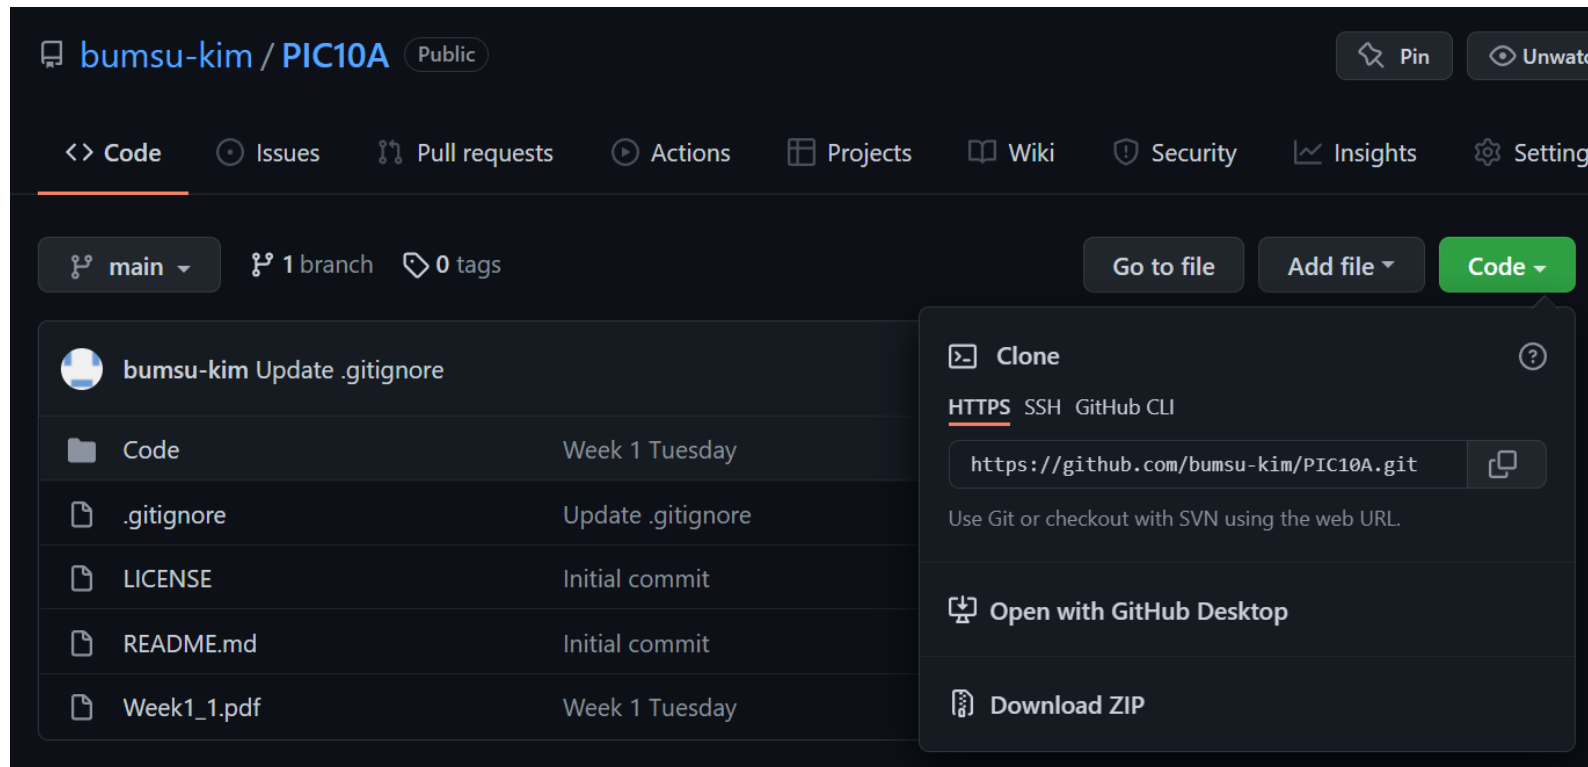 bumsu-kim / PIC10A Public
Pin
Unwatc
Code
Issues
Pull requests
Actions
Projects
Wiki
Security
Insights
Setting
main
1 branch
0 tags
Go to file
Add file
Code
bumsu-kim Update .gitignore
Code Week 1 Tuesday
.gitignore Update .gitignore
LICENSE Initial commit
README.md Initial commit
Week1_1.pdf Week 1 Tuesday
Clone
HTTPS SSH GitHub CLI
https://github.com/bumsu-kim/PIC10A.git
Use Git or checkout with SVN using the web URL.
Open with GitHub Desktop
Download ZIP